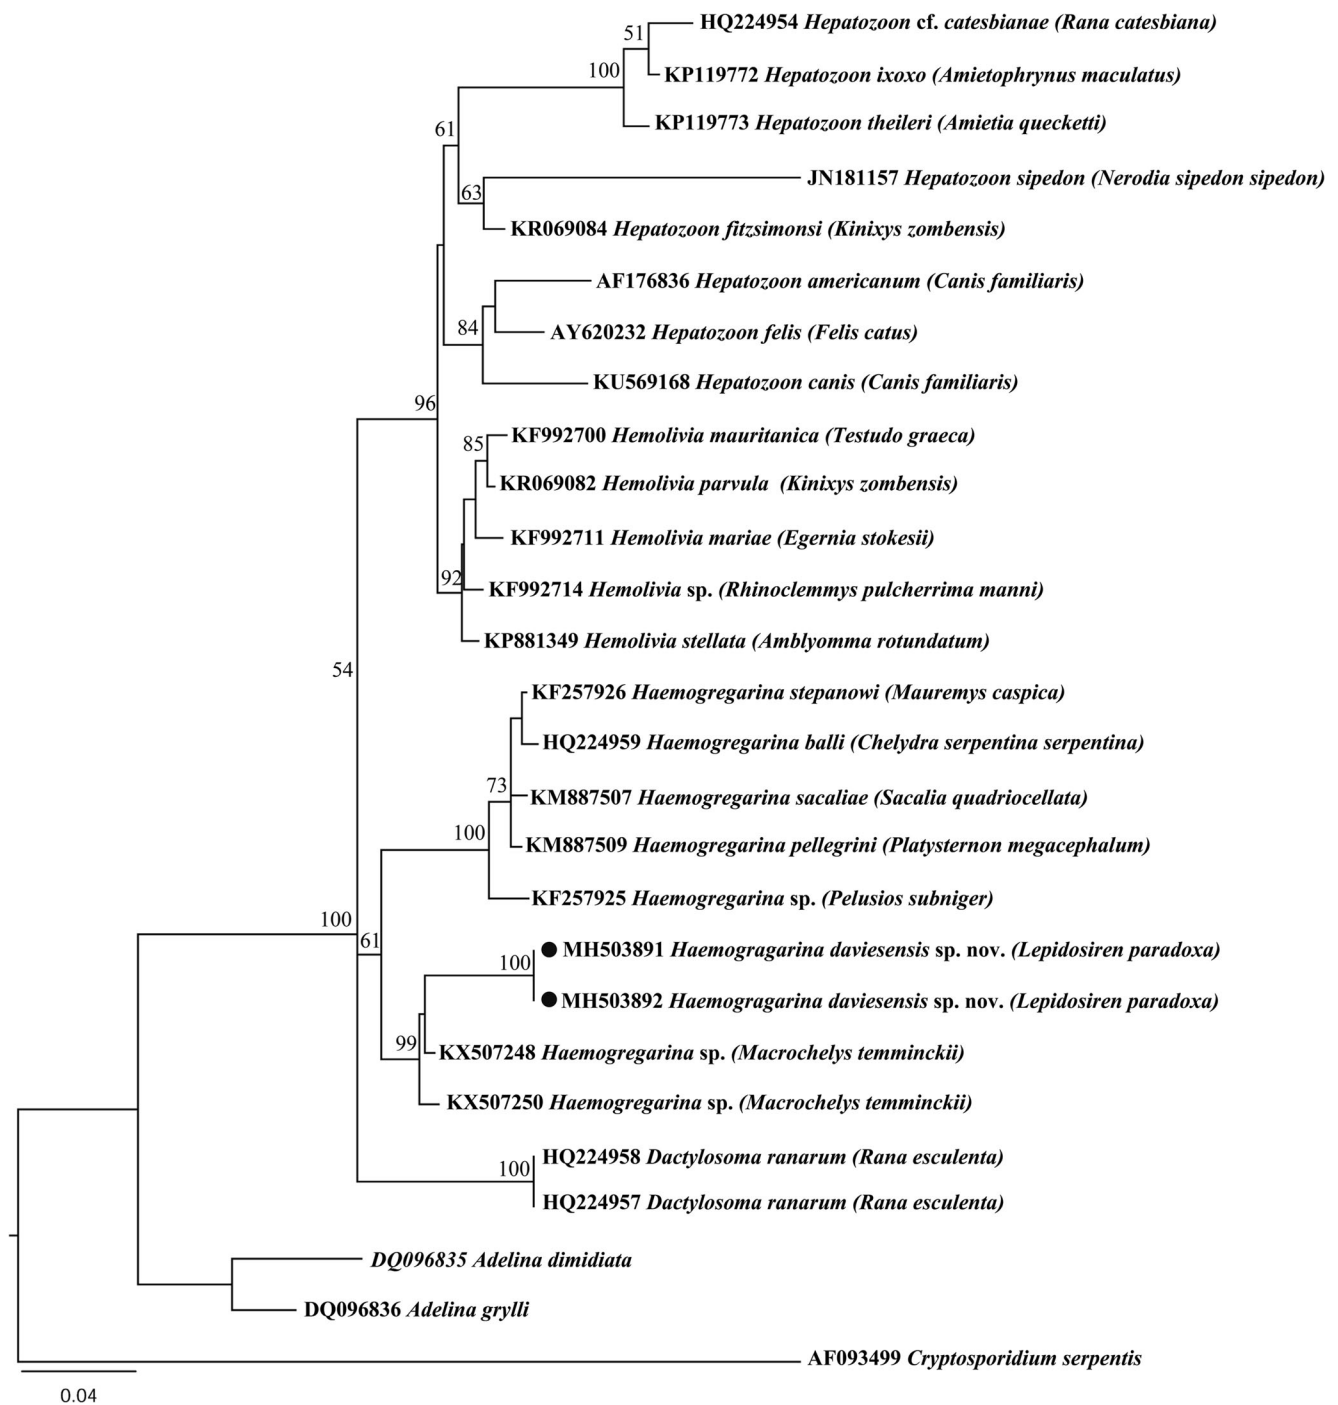 HQ224954 Hepatozoon cf. catesbianae (Rana catesbiana)
51
100
KP119772 Hepatozoon ixoxo (Amietophrynus maculatus)
KP119773 Hepatozoon theileri (Amietia quecketti)
61
JN181157 Hepatozoon sipedon (Nerodia sipedon sipedon)
63
KR069084 Hepatozoon fitzsimonsi (Kinixys zombensis)
AF176836 Hepatozoon americanum (Canis familiaris)
84
AY620232 Hepatozoon felis (Felis catus)
KU569168 Hepatozoon canis (Canis familiaris)
96
KF992700 Hemolivia mauritanica (Testudo graeca)
85
KR069082 Hemolivia parvula (Kinixys zombensis)
KF992711 Hemolivia mariae (Egernia stokesii)
92
KF992714 Hemolivia sp. (Rhinoclemmys pulcherrima manni)
KP881349 Hemolivia stellata (Amblyomma rotundatum)
54
KF257926 Haemogregarina stepanowi (Mauremys caspica)
HQ224959 Haemogregarina balli (Chelydra serpentina serpentina)
73
KM887507 Haemogregarina sacaliae (Sacalia quadriocellata)
100
KM887509 Haemogregarina pellegrini (Platysternon megacephalum)
KF257925 Haemogregarina sp. (Pelusios subniger)
100
61
MH503891 Haemogragarina daviesensis sp. nov. (Lepidosiren paradoxa)
100
MH503892 Haemogragarina daviesensis sp. nov. (Lepidosiren paradoxa)
99
KX507248 Haemogregarina sp. (Macrochelys temminckii)
KX507250 Haemogregarina sp. (Macrochelys temminckii)
HQ224958 Dactylosoma ranarum (Rana esculenta)
100
HQ224957 Dactylosoma ranarum (Rana esculenta)
DQ096835 Adelina dimidiata
DQ096836 Adelina grylli
AF093499 Cryptosporidium serpentis
0.04